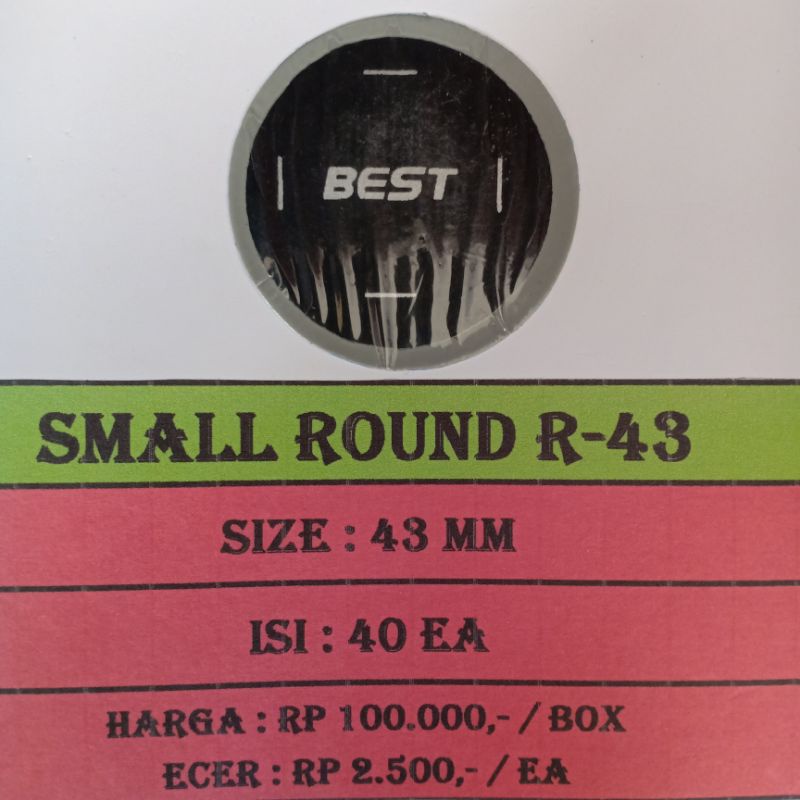 BEST
SMALL ROUND R-43
SIZE : 43 MM
ISI : 40 EA
HARGA : RP 100.000,- / BOX
ECER : RP 2.500,- / EA